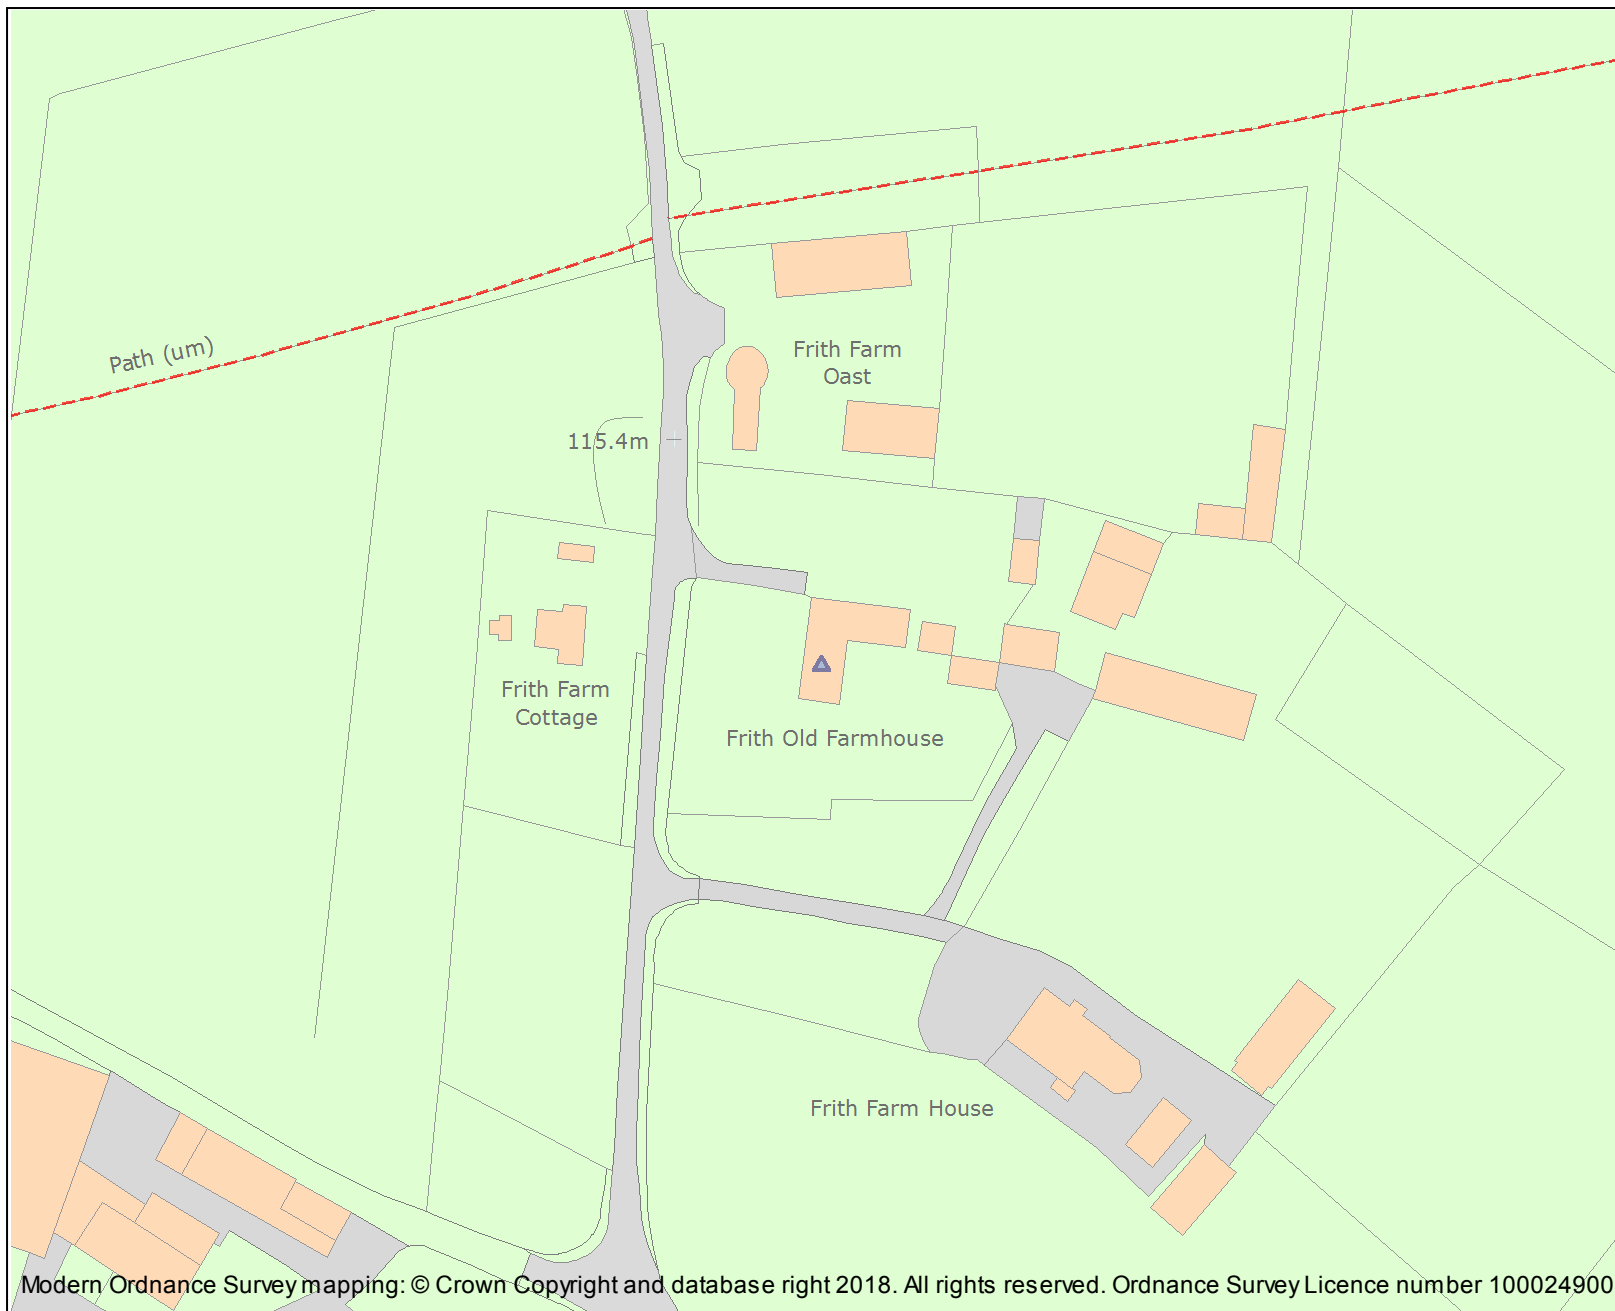 Path (um)
Frith Farm
Oast
115.4m
Frith Farm
Cottage
Frith Old Farmhouse
Frith Farm House
Modern Ordnance Survey mapping: © Crown Copyright and database right 2018. All rights reserved. Ordnance Survey Licence number 100024900